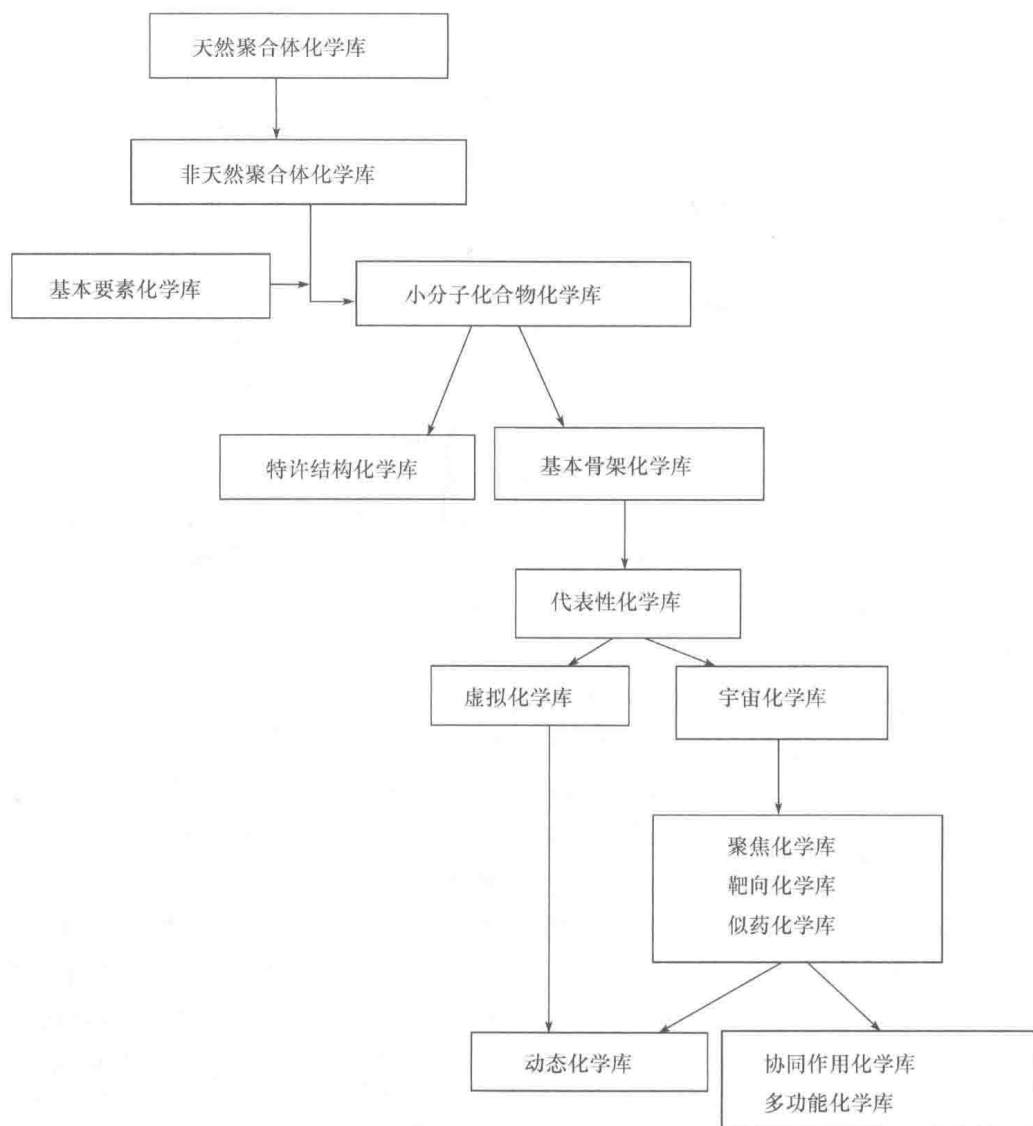 天然聚合体化学库
非天然聚合体化学库
基本要素化学库
小分子化合物化学库
特许结构化学库
基本骨架化学库
代表性化学库
虚拟化学库
宇宙化学库
聚焦化学库
靶向化学库
似药化学库
动态化学库
协同作用化学库
多功能化学库